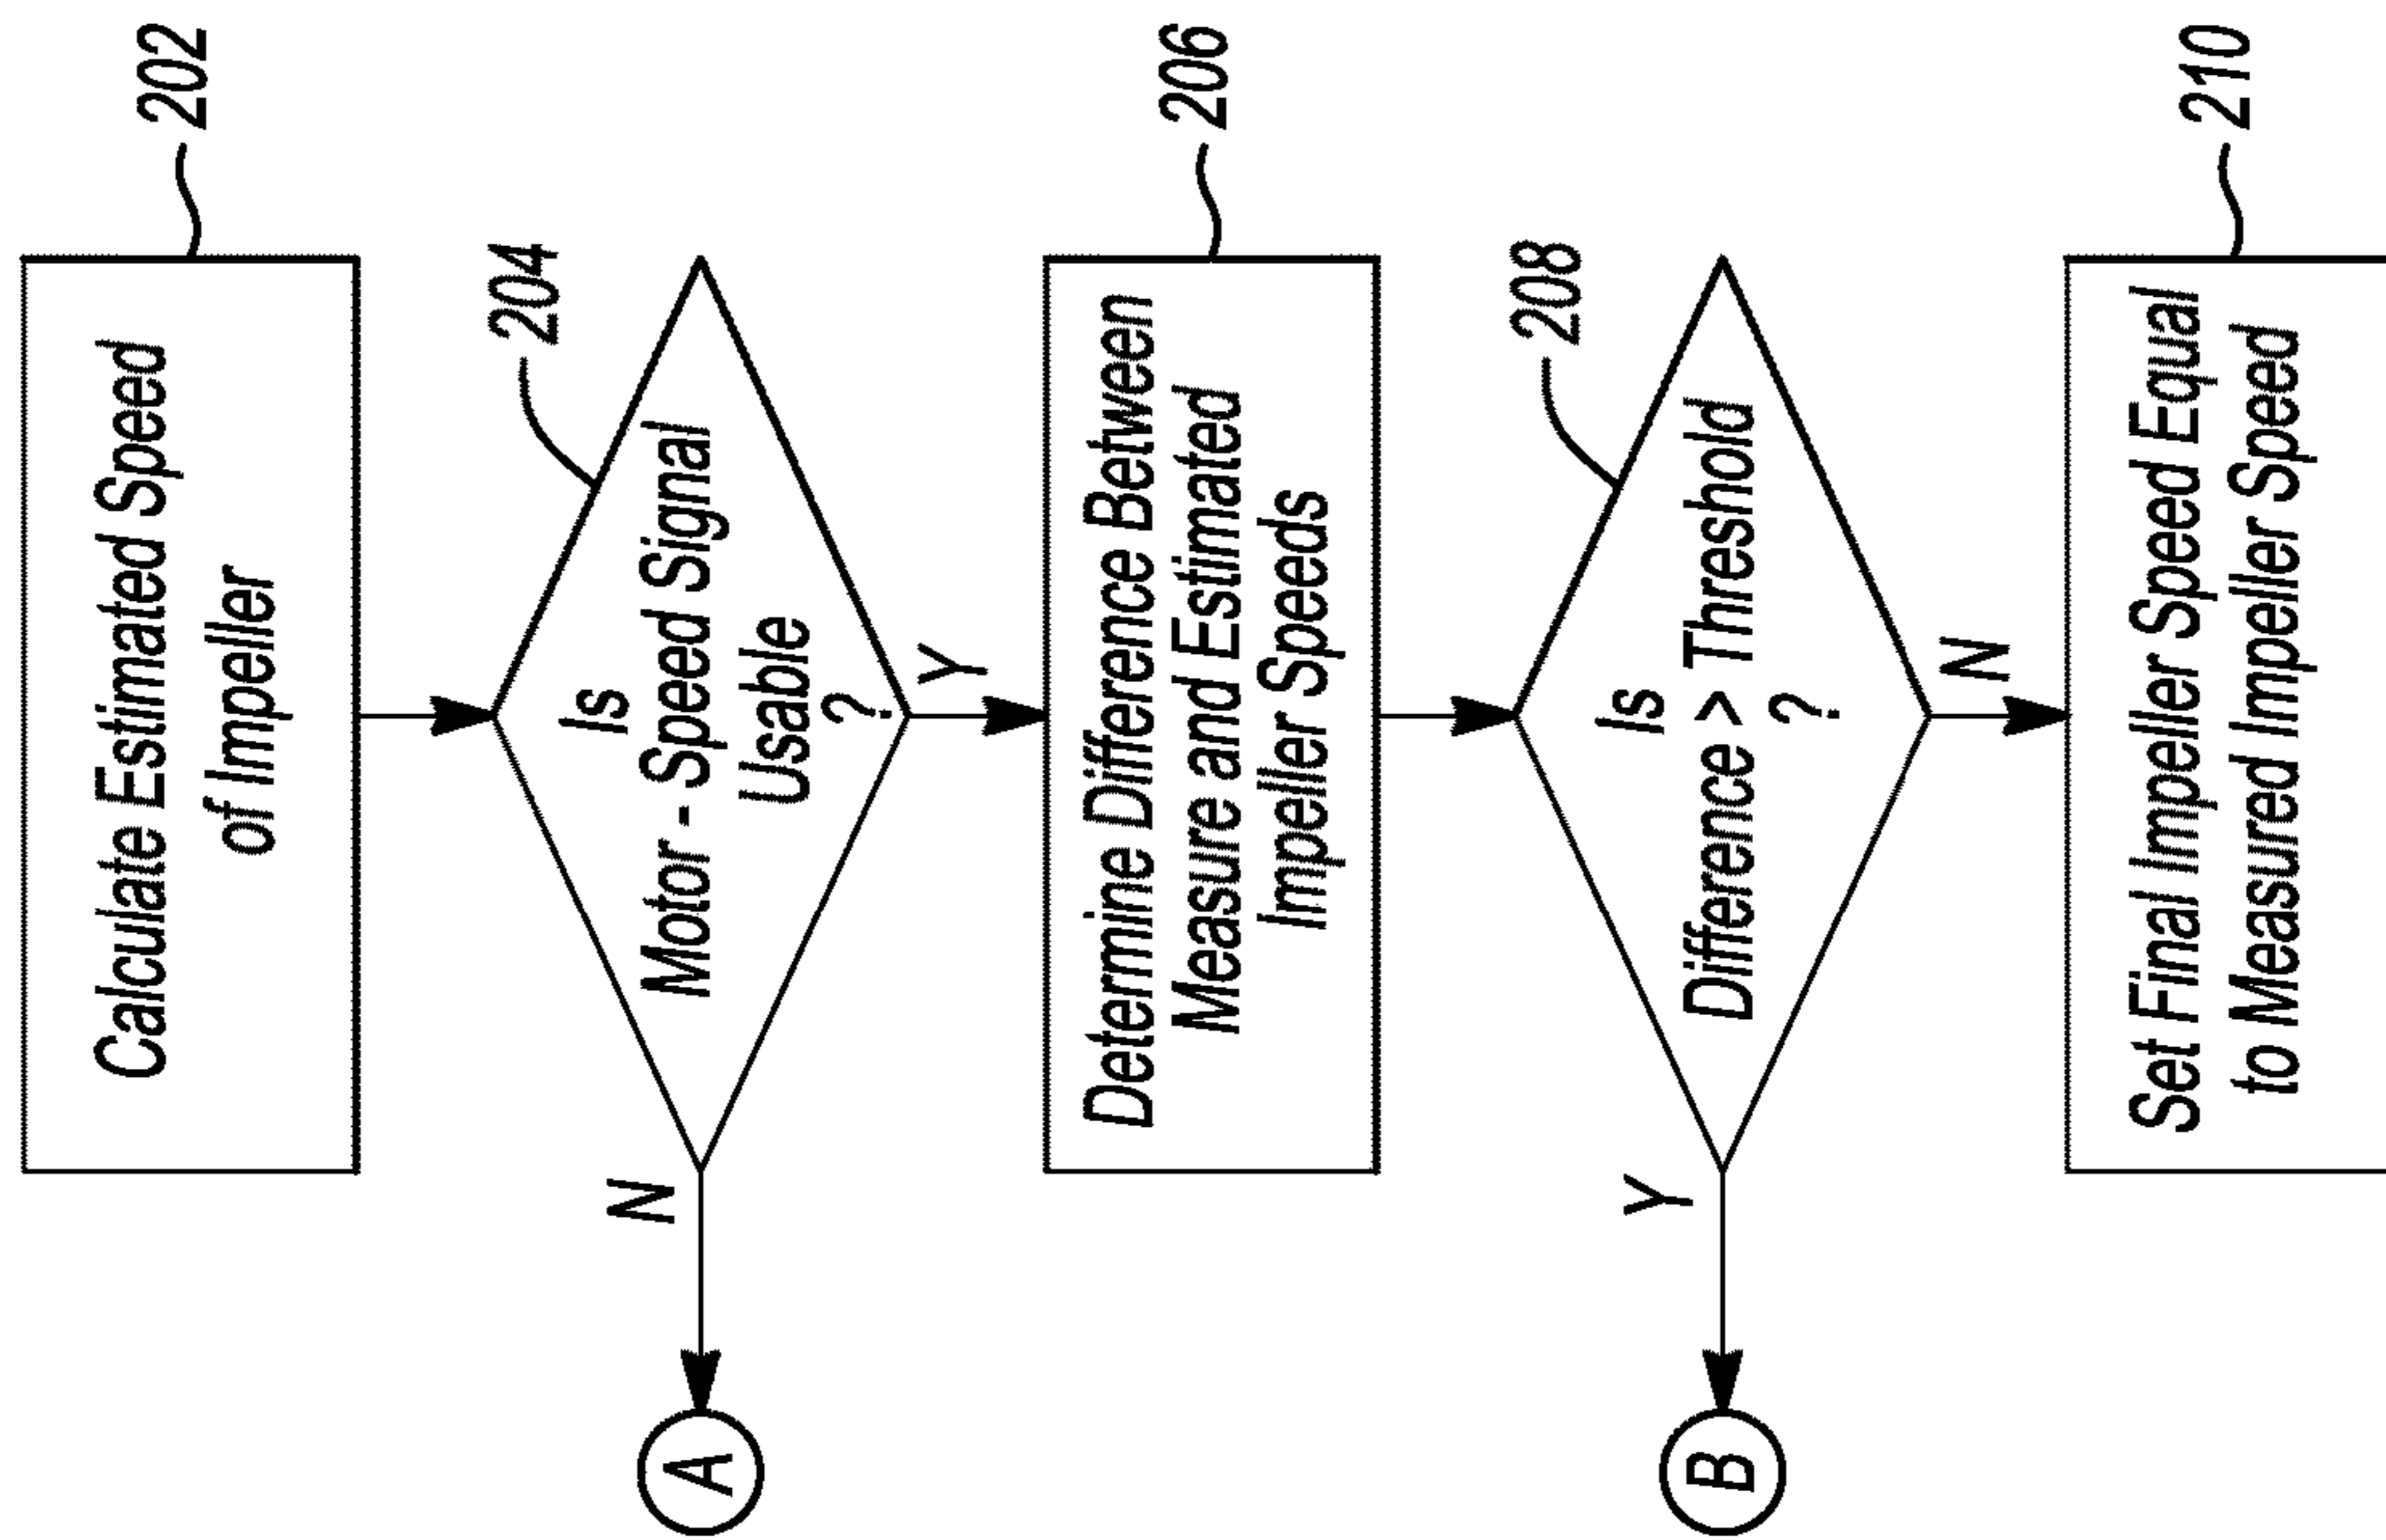 202
Calculate Estimated Speed
of Impeller
204
Is
Motor - Speed Signal
Usable
?
N
A
Y
206
Determine Difference Between
Measure and Estimated
Impeller Speeds
208
Is
Difference > Threshold
?
Y
B
N
210
Set Final Impeller Speed Equal
to Measured Impeller Speed